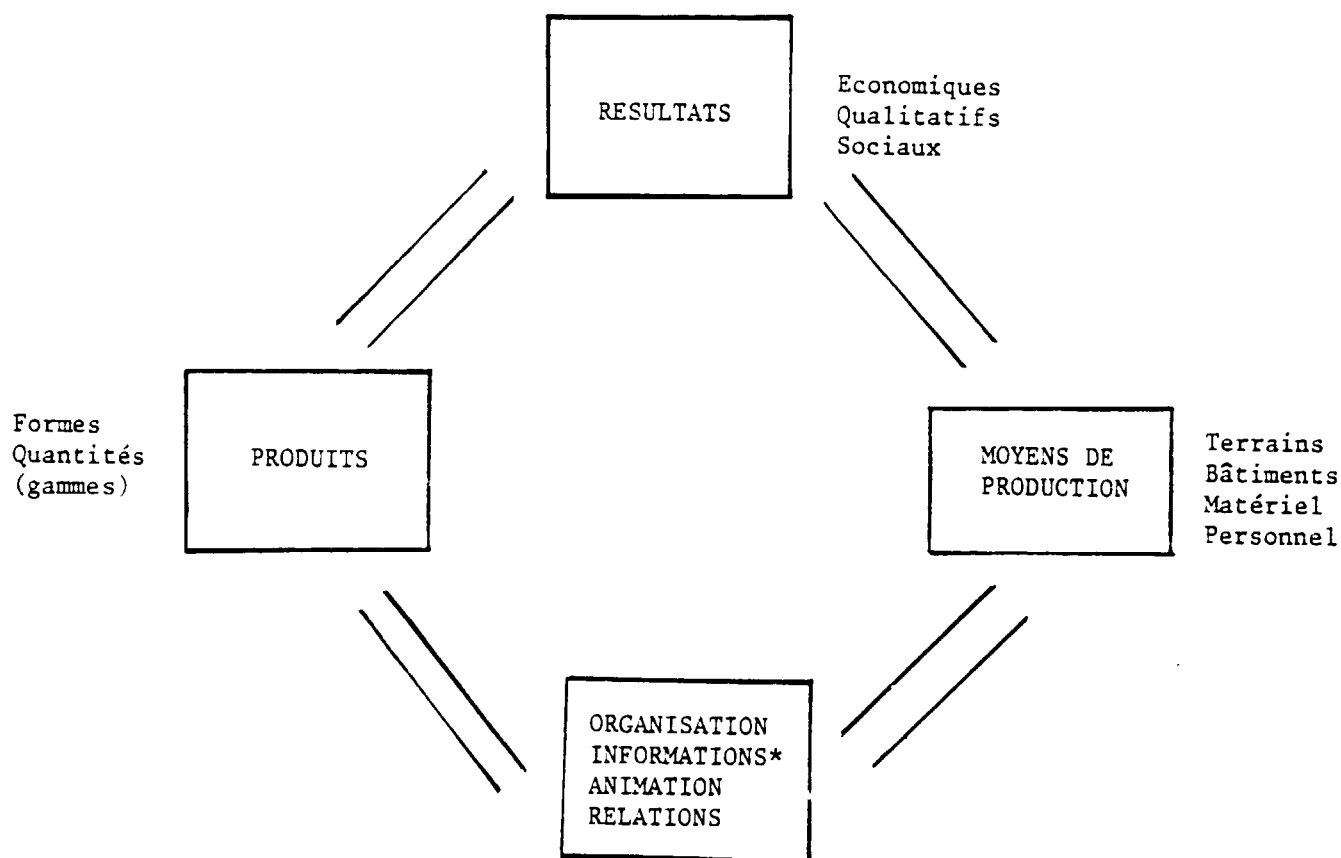 RESULTATS
Economiques
Qualitatifs
Sociaux
Formes
Quantités
(gammes)
PRODUITS
MOYENS DE
PRODUCTION
Terrains
Bâtiments
Matériel
Personnel
ORGANISATION
INFORMATIONS*
ANIMATION
RELATIONS